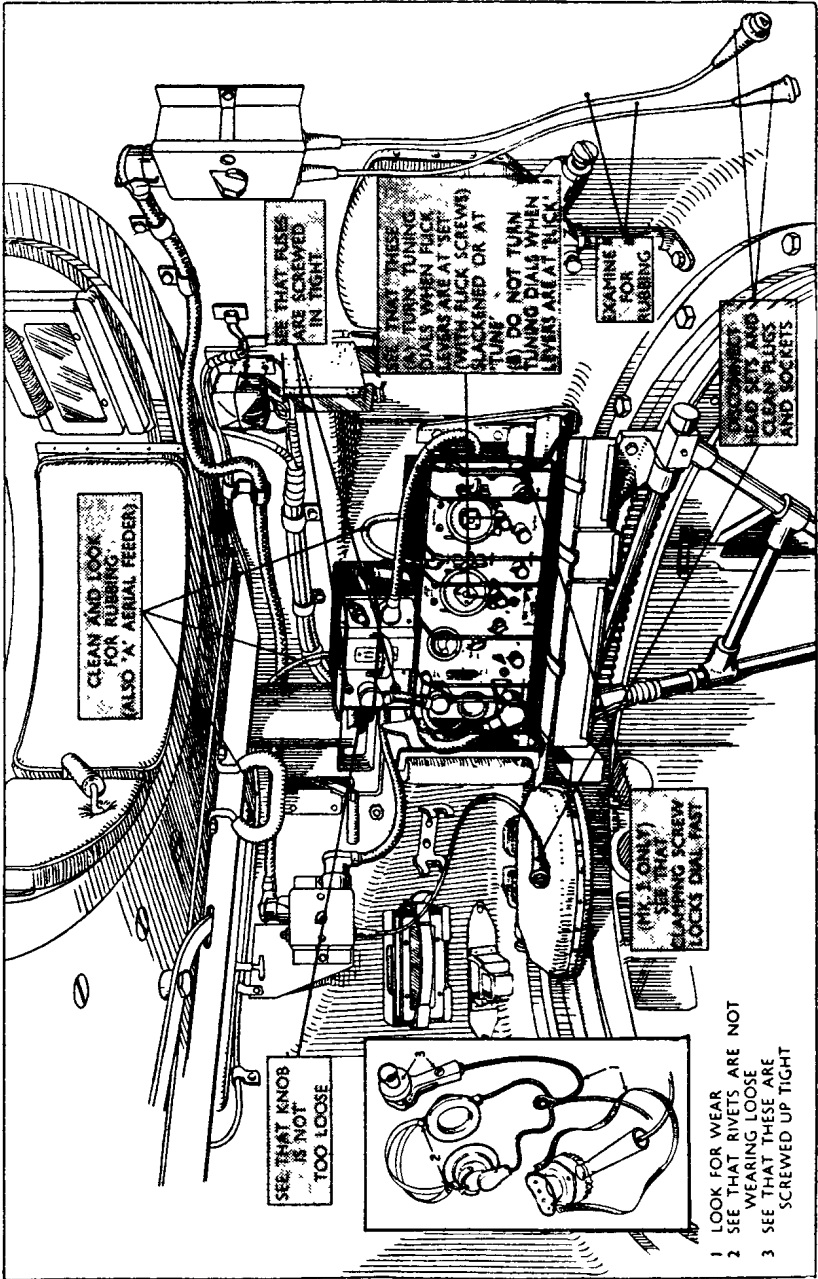 CLEAN AND LOOK
FOR RUBBING
(ALSO 'A' AERIAL FEEDER)
SEE THAT FUSES
ARE SCREWED
IN TIGHT.
SEE THAT THESE
(A) TURN TUNING
DIALS WHEN FLICK
LEVERS ARE AT 'SET'
(WITH FLICK SCREWS)
SLACKENED OR AT
'TUNE'
(B) DO NOT TURN
TUNING DIALS WHEN
LEVERS ARE AT 'FLICK'
EXAMINE
FOR
RUBBING
DISCONNECT
HEAD SETS AND
CLEAN PLUGS
AND SOCKETS
SEE THAT KNOB
IS NOT
TOO LOOSE
SEE THAT
CLAMPING SCREW
LOCKS DIAL FAST
2
3
1 LOOK FOR WEAR
2 SEE THAT RIVETS ARE NOT
WEARING LOOSE
3 SEE THAT THESE ARE
SCREWED UP TIGHT